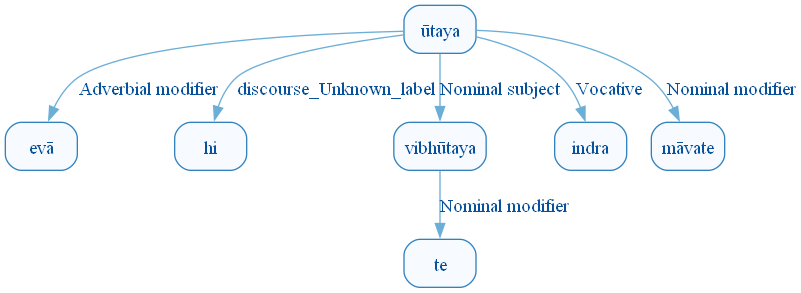 ūtaya
Adverbial modifier discourse_Unknown_label Nominal subject Vocative Nominal modifier
evā hi vibhūtaya indra māvate
Nominal modifier
te